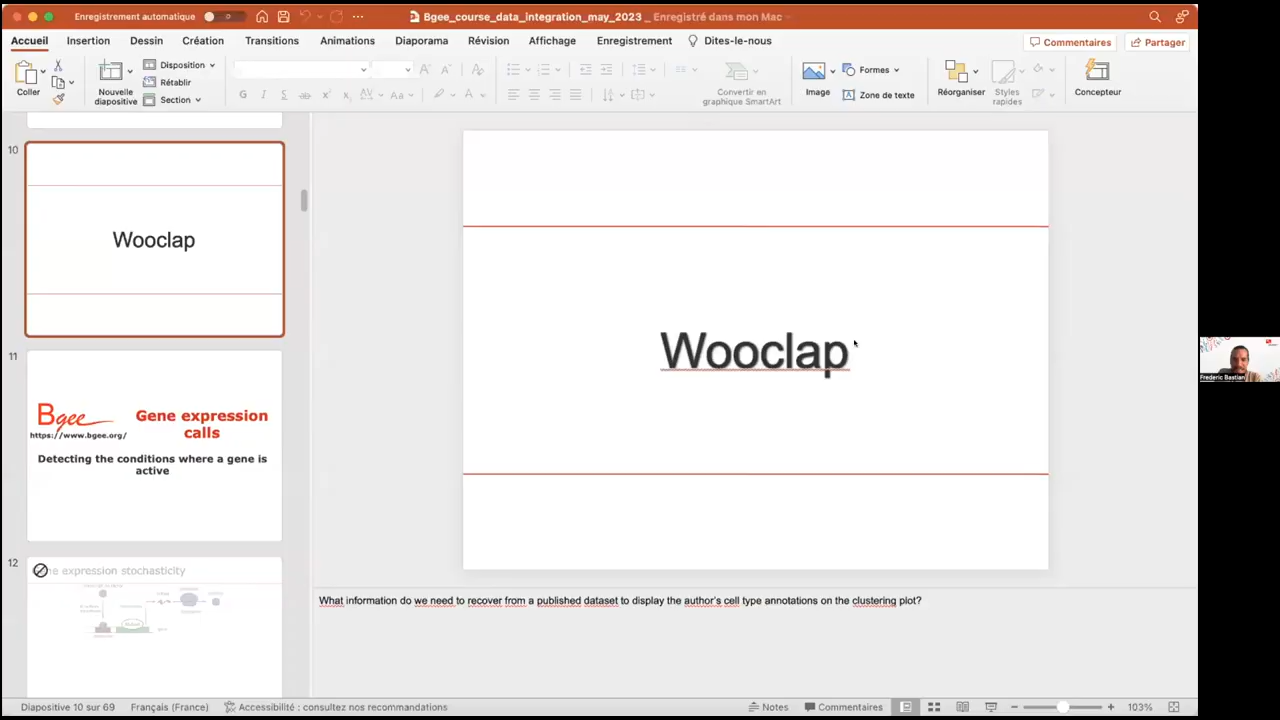 Enregistrement automatique
Bgee_course_data_integration_may_2023 _ Enregistré dans mon Mac
Accueil Insertion Dessin Création Transitions Animations Diaporama Révision Affichage Enregistrement Dites-le-nous
Commentaires Partager
Coller
Nouvelle diapositive
Disposition
Rétablir
Section
Convertir en graphique SmartArt
Image
Formes
Zone de texte
Réorganiser
Styles rapides
Concepteur
10
Wooclap
11
Bgee
https://www.bgee.org/
Gene expression
calls
Detecting the conditions where a gene is
active
12
ne expression stochasticity
Wooclap
What information do we need to recover from a published dataset to display the author's cell type annotations on the clustering plot?
Frederic Bastian
Diapositive 10 sur 69 Français (France) Accessibilité : consultez nos recommandations Notes Commentaires 103%